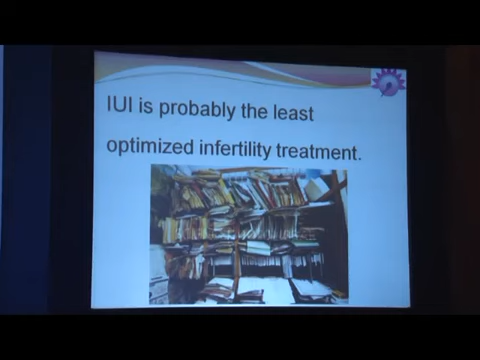 IUI is probably the least
optimized infertility treatment.